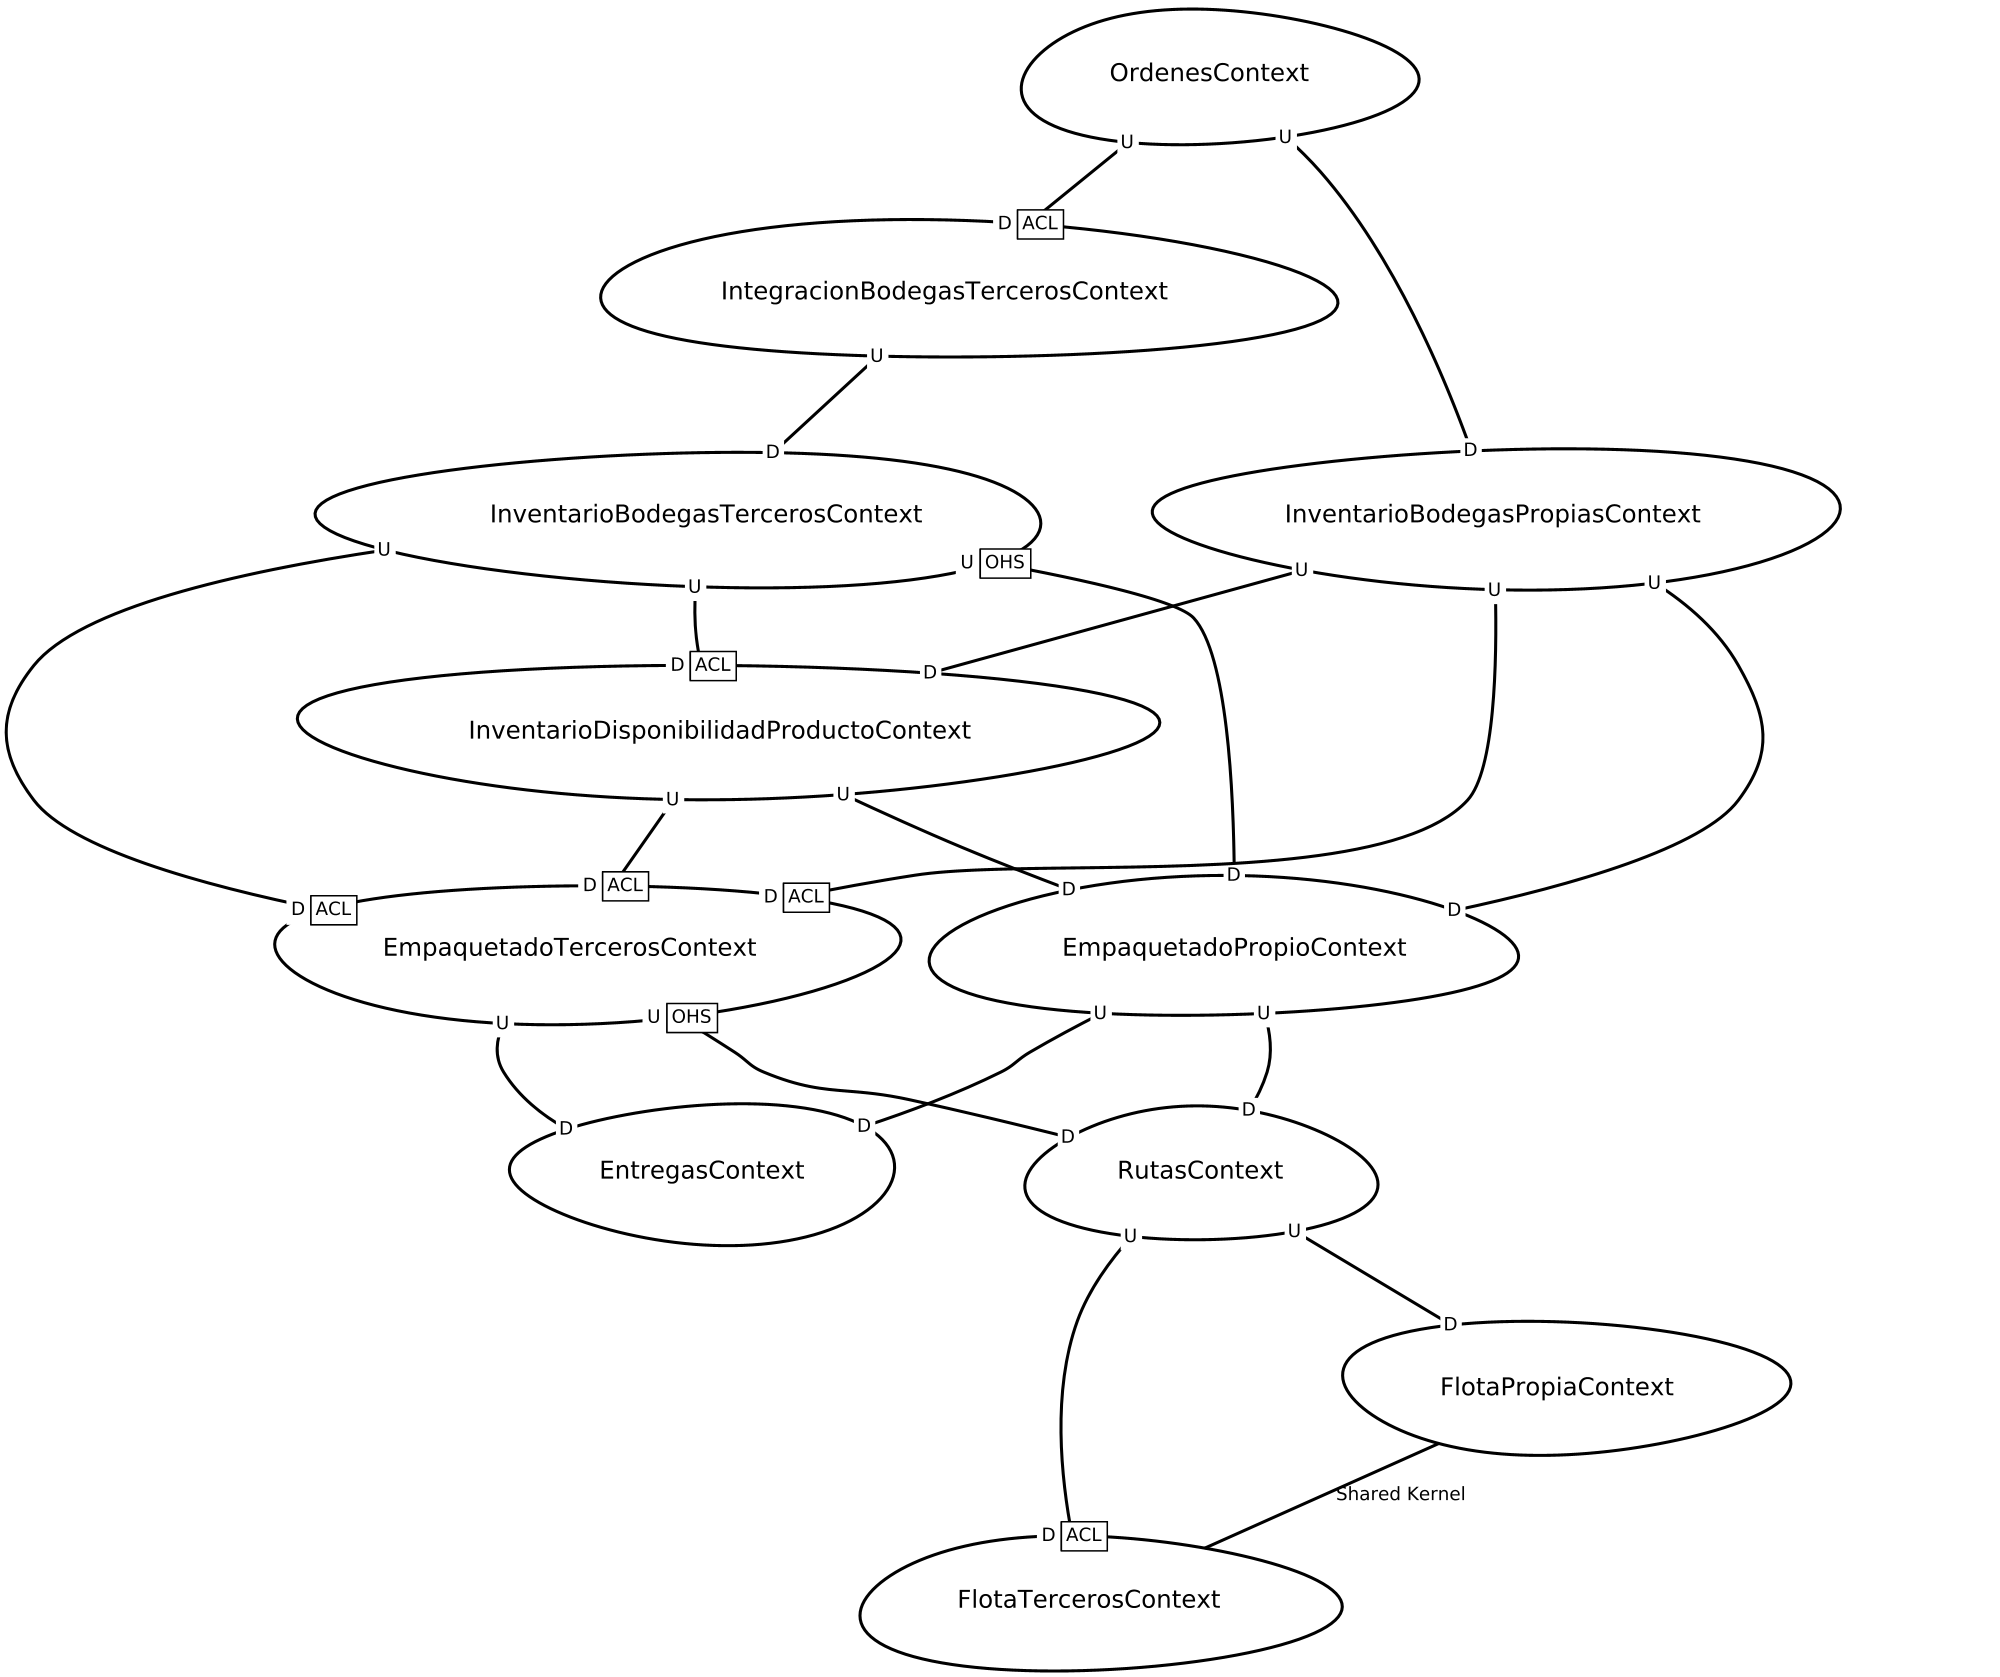 OrdenesContext
U
U
D ACL
IntegracionBodegasTercerosContext
U
D
D
InventarioBodegasTercerosContext
InventarioBodegasPropiasContext
U
U OHS
U
U
U
U
D ACL
D
InventarioDisponibilidadProductoContext
U
U
D
D ACL
D ACL
D ACL
D
D
EmpaquetadoTercerosContext
EmpaquetadoPropioContext
U
U OHS
U
U
D
D
D
D
EntregasContext
RutasContext
U
U
D
FlotaPropiaContext
Shared Kernel
D ACL
FlotaTercerosContext